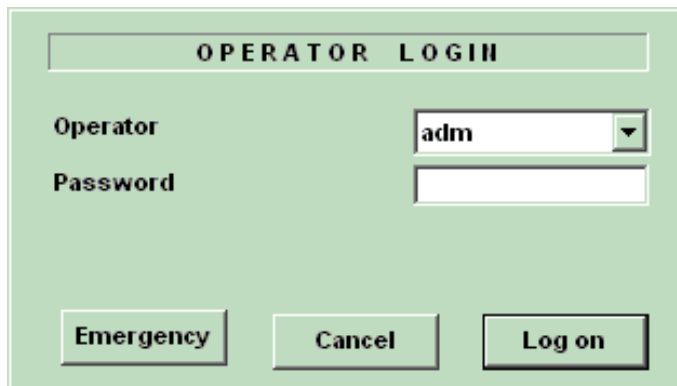 OPERATOR LOGIN
Operator
adm
Password
Emergency
Cancel
Log on